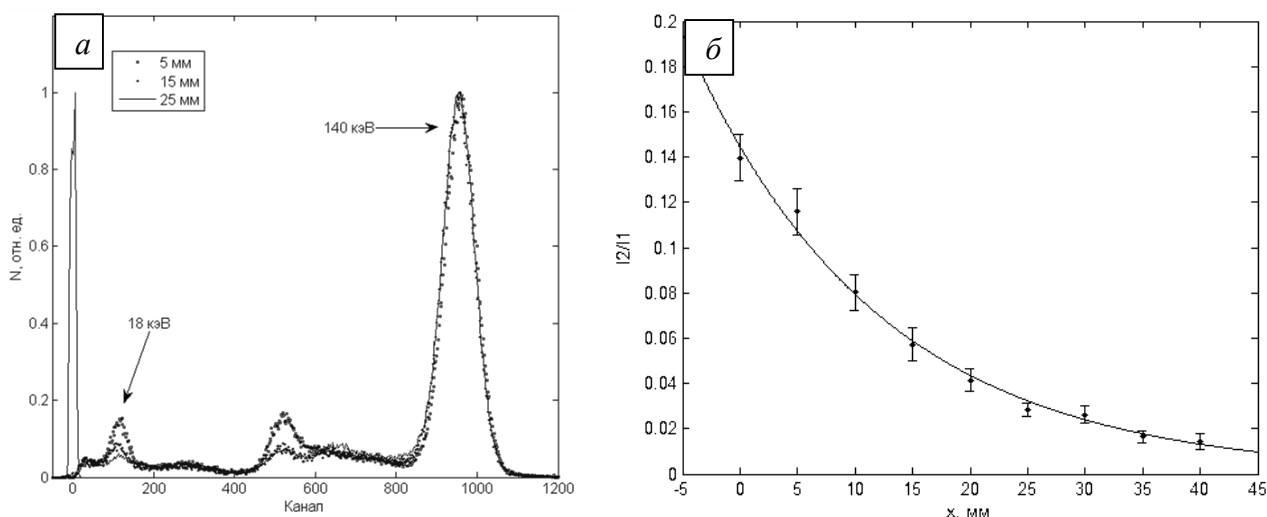 а
5 мм
15 мм
25 мм
140 кэВ
18 кэВ
N, отн. ед.
1
0.8
0.6
0.4
0.2
0
0 200 400 600 800 1000 1200
Канал
б
I2/I1
0.2
0.18
0.16
0.14
0.12
0.1
0.08
0.06
0.04
0.02
0
-5 0 5 10 15 20 25 30 35 40 45
x, мм